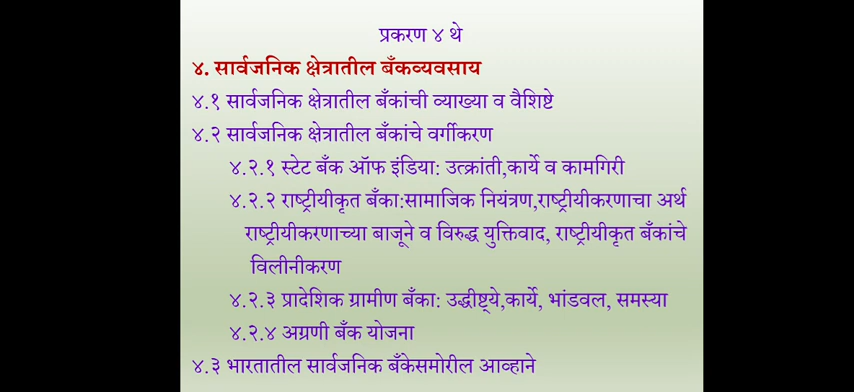 प्रकरण ४ थे
४. सार्वजनिक क्षेत्रातील बँकव्यवसाय
४.१ सार्वजनिक क्षेत्रातील बँकांची व्याख्या व वैशिष्टे
४.२ सार्वजनिक क्षेत्रातील बँकांचे वर्गीकरण
४.२.१ स्टेट बँक ऑफ इंडिया: उत्क्रांती,कार्ये व कामगिरी
४.२.२ राष्ट्रीयीकृत बँका:सामाजिक नियंत्रण,राष्ट्रीयीकरणाचा अर्थ
राष्ट्रीयीकरणाच्या बाजूने व विरुद्ध युक्तिवाद, राष्ट्रीयीकृत बँकांचे
विलीनीकरण
४.२.३ प्रादेशिक ग्रामीण बँका: उद्धीष्ट्ये,कार्ये, भांडवल, समस्या
४.२.४ अग्रणी बँक योजना
४.३ भारतातील सार्वजनिक बँकेसमोरील आव्हाने